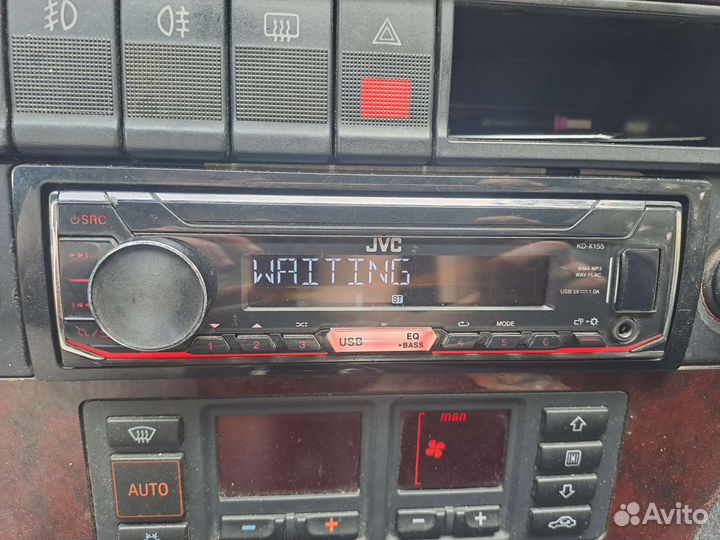 SRC
JVC
KD-X155
WAITING
ST
WMA MP3
WAV FLAC
USB 5V⎓1.0A
MODE
1 2 3 USB EQ 4 5 6
•BASS
man
AUTO
- + - +
Avito